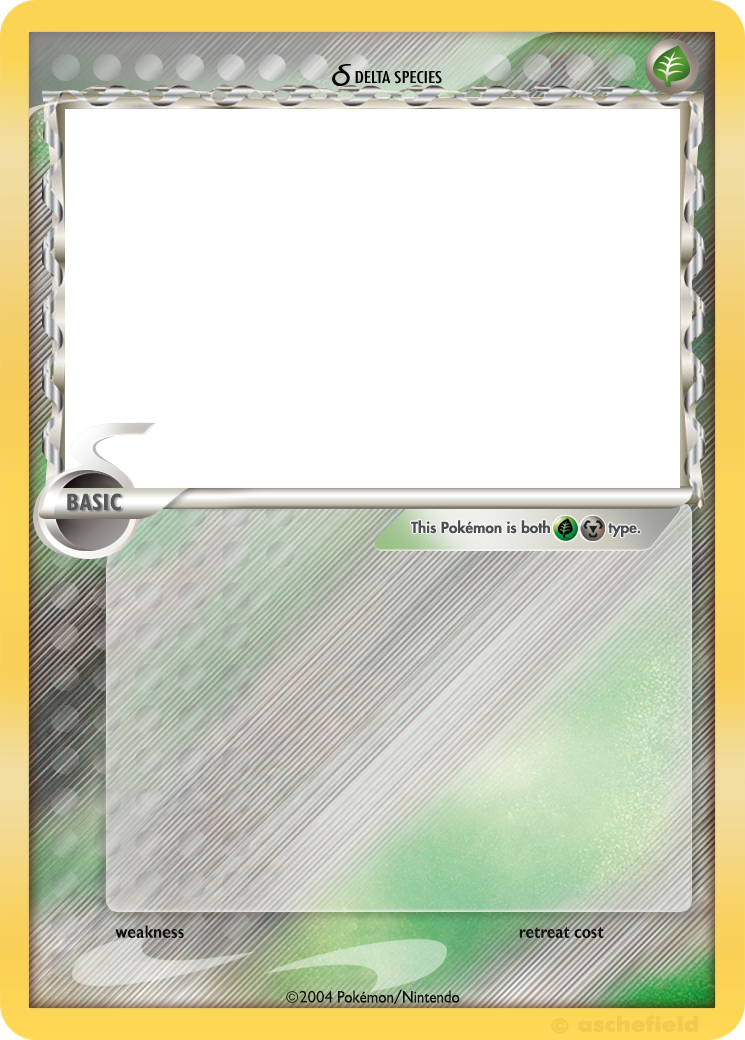 δ DELTA SPECIES
BASIC
This Pokémon is both type.
weakness
retreat cost
©2004 Pokémon/Nintendo
© aschefield